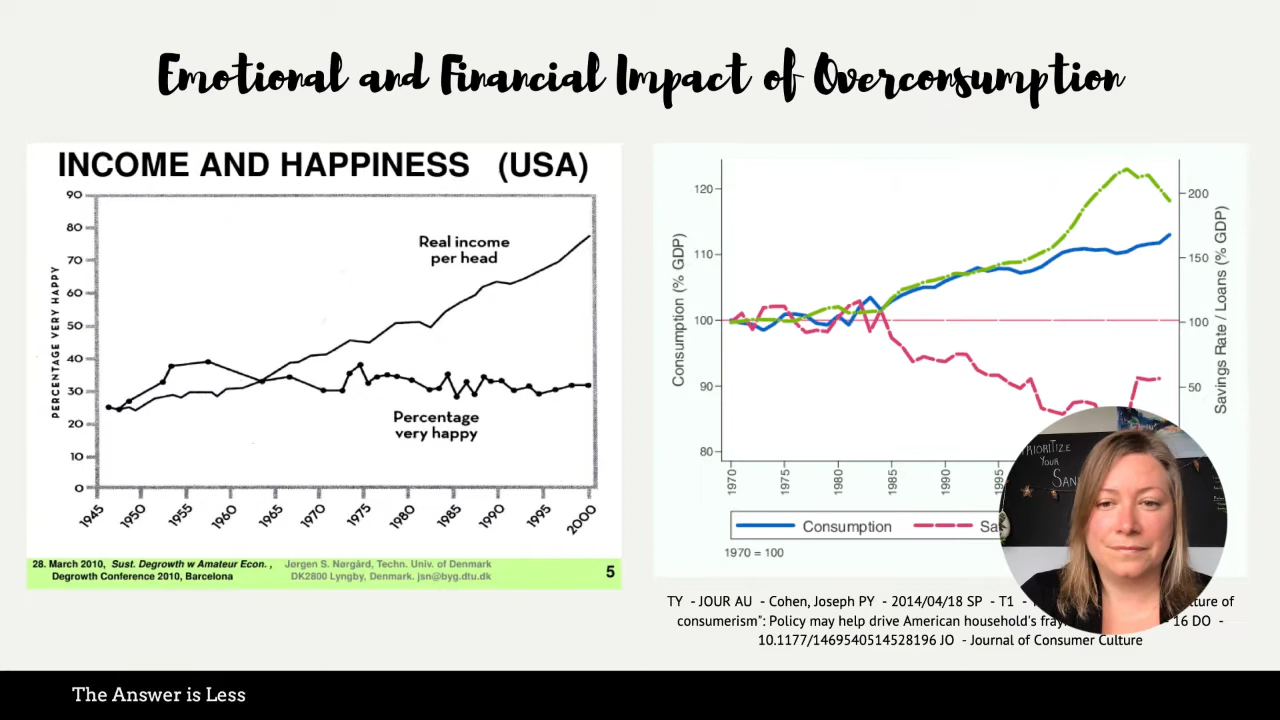 Emotional and Financial Impact of Overconsumption
INCOME AND HAPPINESS (USA)
PERCENTAGE VERY HAPPY
90
80
70
60
50
40
30
20
10
0
Real income
per head
Percentage
very happy
1945 1950 1955 1960 1965 1970 1975 1980 1985 1990 1995 2000
28. March 2010, Sust. Degrowth w Amateur Econ. , Jørgen S. Nørgård, Techn. Univ. of Denmark
Degrowth Conference 2010, Barcelona DK2800 Lyngby, Denmark. jsn@byg.dtu.dk
5
Consumption (% GDP)
120
110
100
90
80
200
150
100
50
Savings Rate / Loans (% GDP)
1970 1975 1980 1985 1990 1995
Consumption
1970 = 100
PRIORITIZE
YOUR
TY - JOUR AU - Cohen, Joseph PY - 2014/04/18 SP - T1 - of
consumerism": Policy may help drive American household's - 16 DO -
10.1177/1469540514528196 JO - Journal of Consumer Culture
The Answer is Less